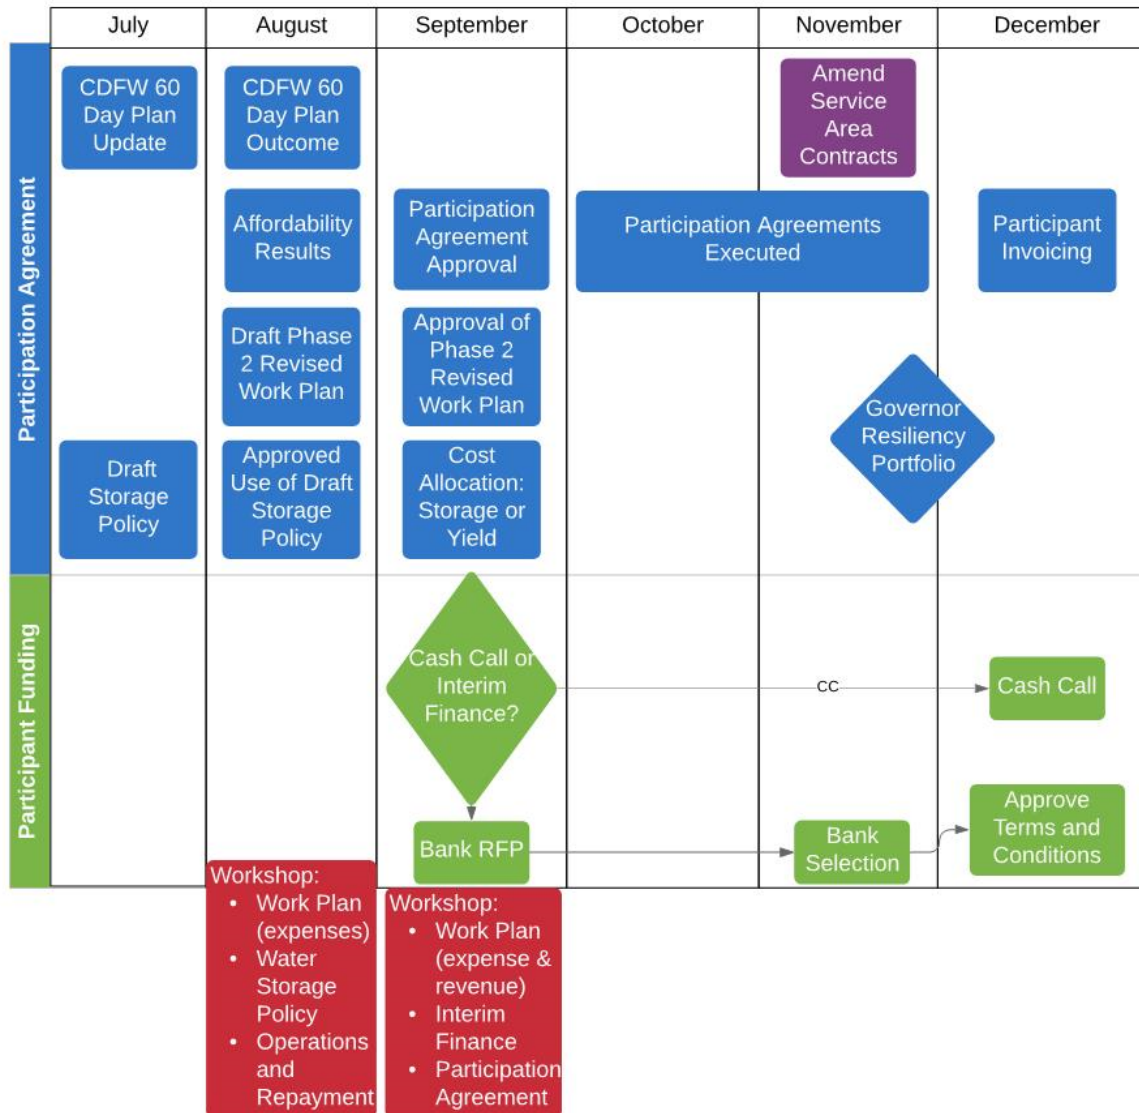 July
August
September
October
November
December
Participation Agreement
CDFW 60
Day Plan
Update
CDFW 60
Day Plan
Outcome
Amend
Service
Area
Contracts
Affordability
Results
Participation
Agreement
Approval
Participation Agreements
Executed
Participant
Invoicing
Draft Phase
2 Revised
Work Plan
Approval of
Phase 2
Revised
Work Plan
Governor
Resiliency
Portfolio
Draft
Storage
Policy
Approved
Use of Draft
Storage
Policy
Cost
Allocation:
Storage or
Yield
Participant Funding
Cash Call or
Interim
Finance?
CC
Cash Call
Bank RFP
Bank
Selection
Approve
Terms and
Conditions
Workshop:
• Work Plan
(expenses)
• Water
Storage
Policy
• Operations
and
Repayment
Workshop:
• Work Plan
(expense &
revenue)
• Interim
Finance
• Participation
Agreement